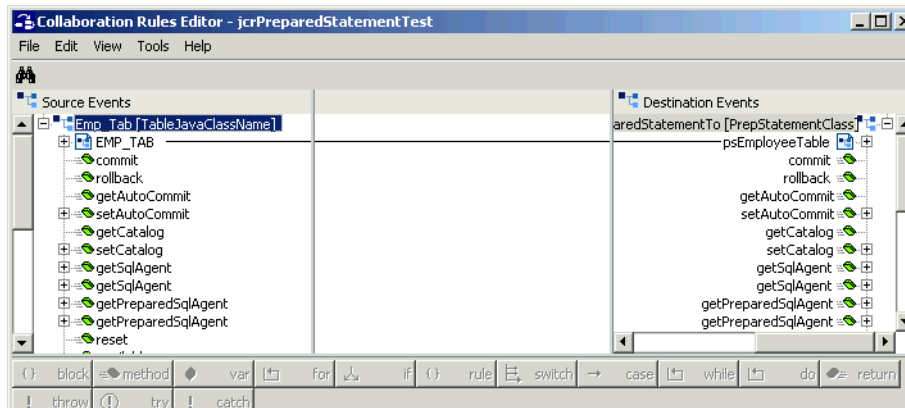 Collaboration Rules Editor - jcrPreparedStatementTest
File Edit View Tools Help
Source Events
Destination Events
Emp_Tab [TableJavaClassName]
aredStatementTo [PrepStatementClass]
EMP_TAB
psEmployeeTable
commit
commit
rollback
rollback
getAutoCommit
getAutoCommit
setAutoCommit
setAutoCommit
getCatalog
getCatalog
setCatalog
setCatalog
getSqlAgent
getSqlAgent
getSqlAgent
getSqlAgent
getPreparedSqlAgent
getPreparedSqlAgent
getPreparedSqlAgent
getPreparedSqlAgent
reset
{} block method var for if {} rule switch case while do return
! throw (!) try ! catch